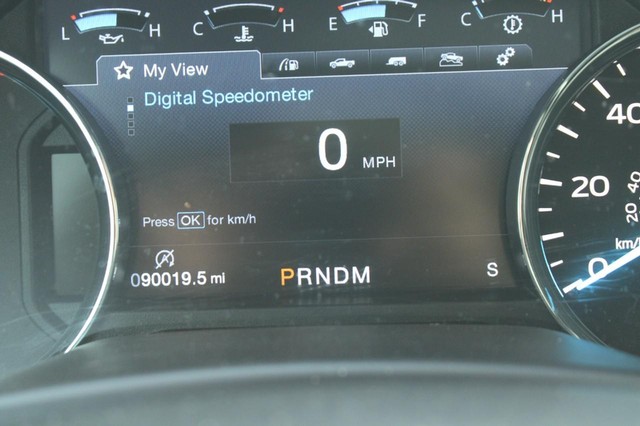 L H C H E F C H
My View
Digital Speedometer
0 MPH
Press OK for km/h
090019.5 mi
PRNDM
S
40
20
0
20
40
km/h